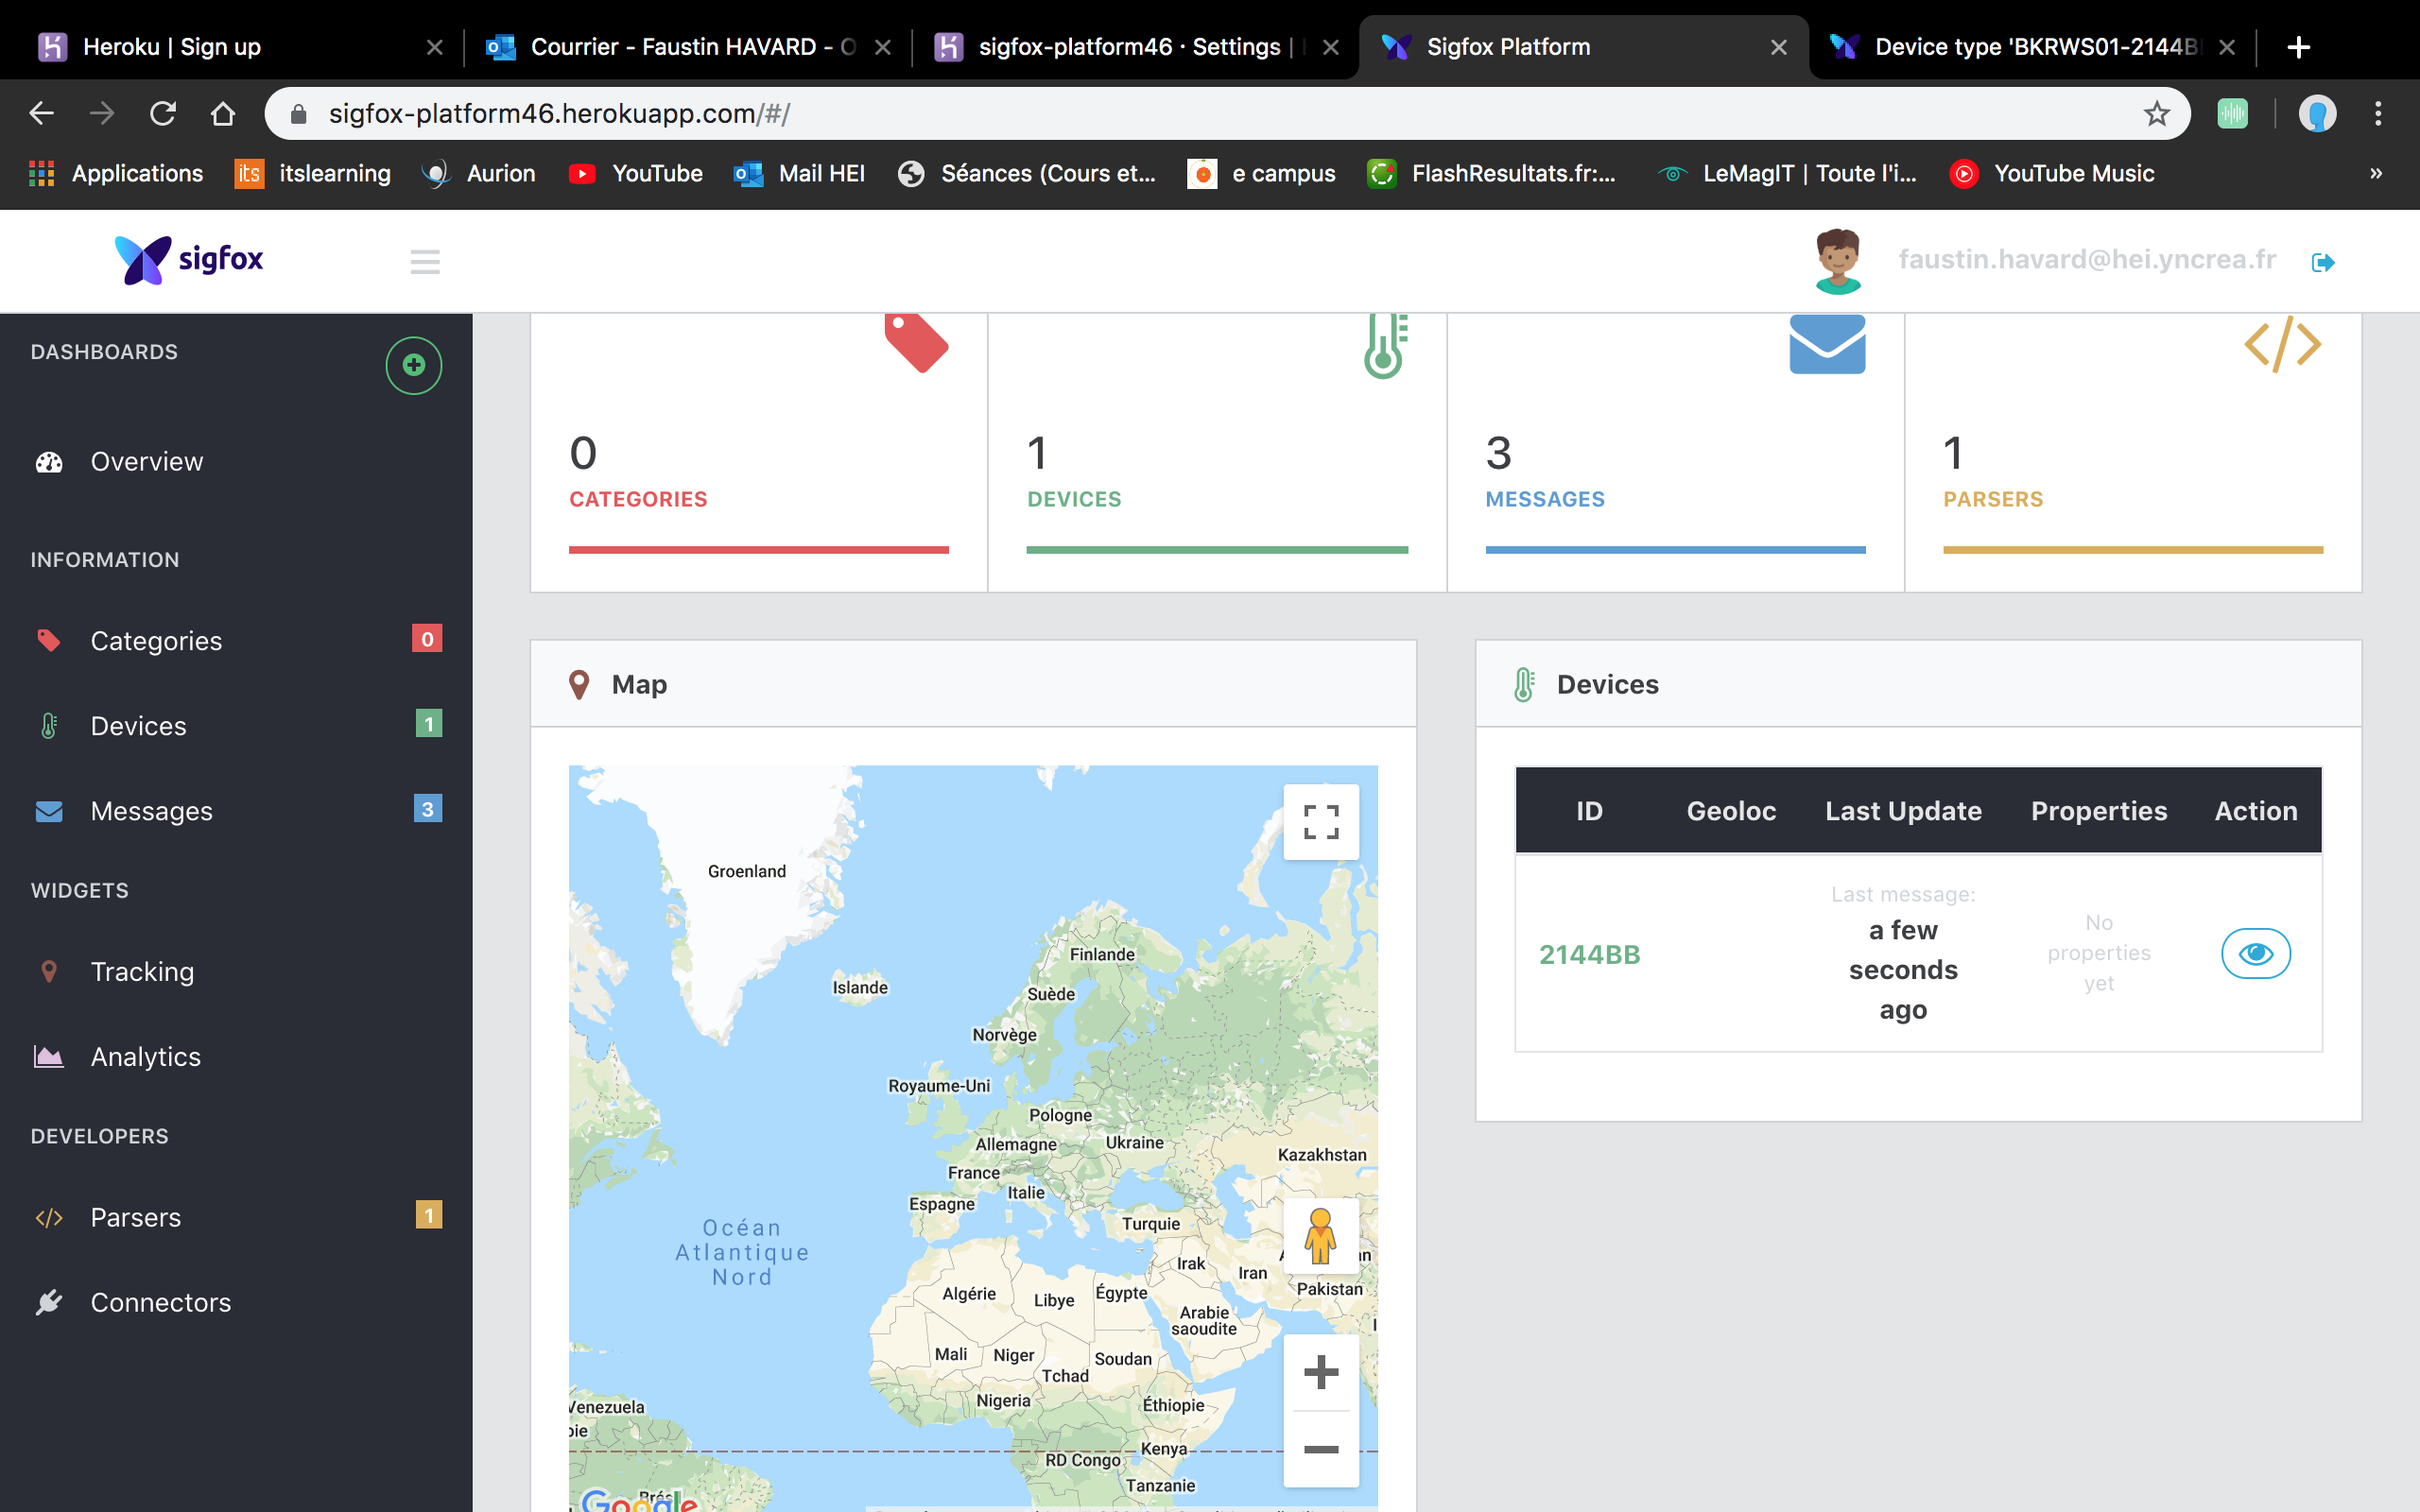 Heroku | Sign up
Courrier - Faustin HAVARD - O
sigfox-platform46 · Settings |
Sigfox Platform
Device type 'BKRWS01-2144B
sigfox-platform46.herokuapp.com/#/
Applications
its
itslearning
Aurion
YouTube
Mail HEI
Séances (Cours et...
e campus
FlashResultats.fr:...
LeMagIT | Toute l'i...
YouTube Music
»
sigfox
faustin.havard@hei.yncrea.fr
DASHBOARDS
Overview
INFORMATION
Categories 0
Devices 1
Messages 3
WIDGETS
Tracking
Analytics
DEVELOPERS
Parsers 1
Connectors
0
CATEGORIES
1
DEVICES
3
MESSAGES
1
PARSERS
Map
Groenland
Finlande
Islande
Suède
Norvège
Royaume-Uni
Pologne
Allemagne
Ukraine
Kazakhstan
France
Italie
Espagne
Turquie
Océan
Atlantique
Nord
Irak
Iran
Pakistan
Algérie
Libye
Égypte
Arabie
saoudite
Mali
Niger
Soudan
Tchad
Nigeria
Éthiopie
Venezuela
Kenya
RD Congo
Tanzanie
Google
Devices
ID Geoloc Last Update Properties Action
2144BB
Last message:
a few
seconds
ago
No
properties
yet